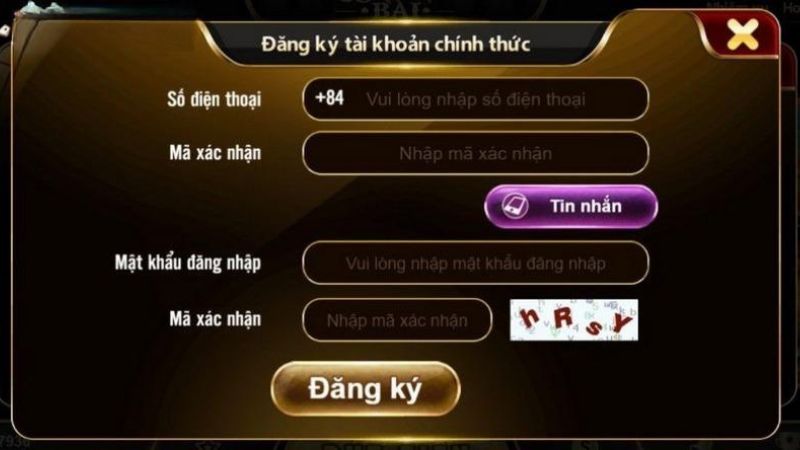 BÀI
Đăng ký tài khoản chính thức
Số điện thoại
+84
Vui lòng nhập số điện thoại
Mã xác nhận
Nhập mã xác nhận
Tin nhắn
Mật khẩu đăng nhập
Vui lòng nhập mật khẩu đăng nhập
Mã xác nhận
Nhập mã xác nhận
hRsy
Đăng ký